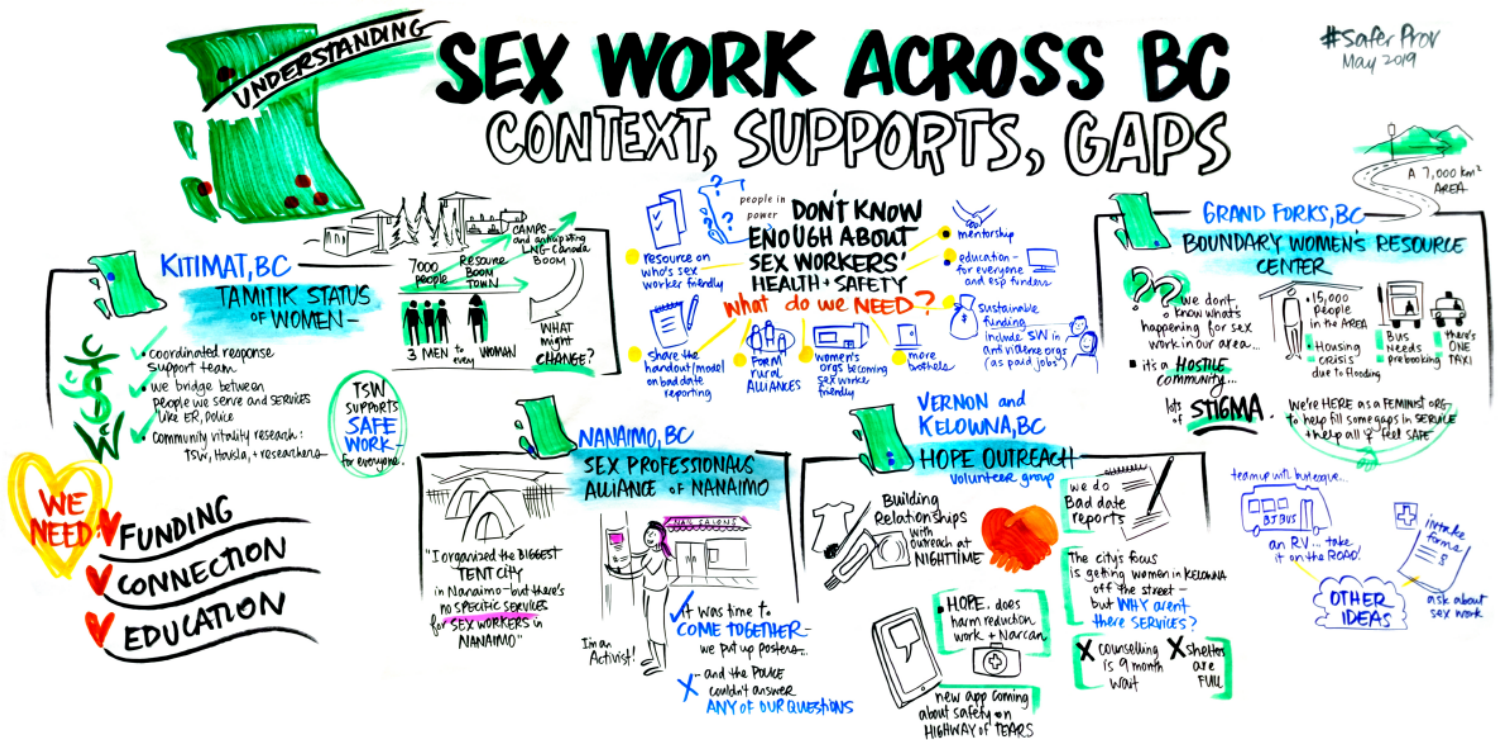 UNDERSTANDING
SEX WORK ACROSS BC
CONTEXT, SUPPORTS, GAPS
#SaferProv
May 2019
KITIMAT, BC
TAMITIK STATUS
OF WOMEN-
7000
people
Resource
BOOM
TOWN
CAMPS-
and anticipating
LNG-Canada
BOOM
3 MEN to
every
WOMAN
WHAT
might
CHANGE?
• coordinated response
support team
• we bridge between
people we serve and SERVICES
like ER, Police
• Community vitality research:
TSW, Haisla, + researchers
TSW
SUPPORTS
SAFE
WORK-
for everyone.
WE
NEED:
FUNDING
CONNECTION
EDUCATION
people in
power
DON'T KNOW
ENOUGH ABOUT
SEX WORKERS'
HEALTH + SAFETY
What do we NEED?
resource on
who's sex
worker friendly
share the
handout/model
on bad date
reporting
FORM
rural
ALLIANCES
women's
orgs becoming
sex worker
friendly
more
brothels
sustainable
funding
include SW in
antiviolence orgs
(as paid jobs)
education -
for everyone
and esp funders
mentorship
NANAIMO, BC
SEX PROFESSIONALS
ALLIANCE OF NANAIMO
"I organized the BIGGEST
TENT CITY
in Nanaimo-but there's
no SPECIFIC SERVICES
for SEX WORKERS in
NANAIMO"
NAIL SALONS
I'm an
Activist!
it was time to
COME TOGETHER-
we put up posters...
X - and the POLICE
couldn't answer
ANY OF OUR QUESTIONS
VERNON and
KELOWNA, BC
HOPE OUTREACH
volunteer group
Building
Relationships
with
outreach at
NIGHTTIME
we do
Bad date
reports
• HOPE. does
harm reduction
work + Narcan
new app coming
about safety on
HIGHWAY OF TEARS
The city's focus
is getting women in KELOWNA
off the street -
but WHY aren't
there SERVICES?
X counselling
is 9 month
wait
X shelters
are
FULL
A 7,000 km²
AREA
GRAND FORKS, BC
BOUNDARY WOMEN'S RESOURCE
CENTER
?? we don't
know what's
happening for sex
work in our area...
▪ it's a HOSTILE
community...
lots
of STIGMA.
• 15,000
people
in the AREA
• Housing
crisis
due to flooding
Bus
Needs
prebooking
there's
ONE
TAXI
We're HERE as a FEMINIST ORG
to help fill some gaps in SERVICE
+ help all ♀ feel SAFE
team up with burlesque...
BJ BUS
an RV... take
it on the ROAD!
OTHER
IDEAS
intake
forms
ask about
sex work